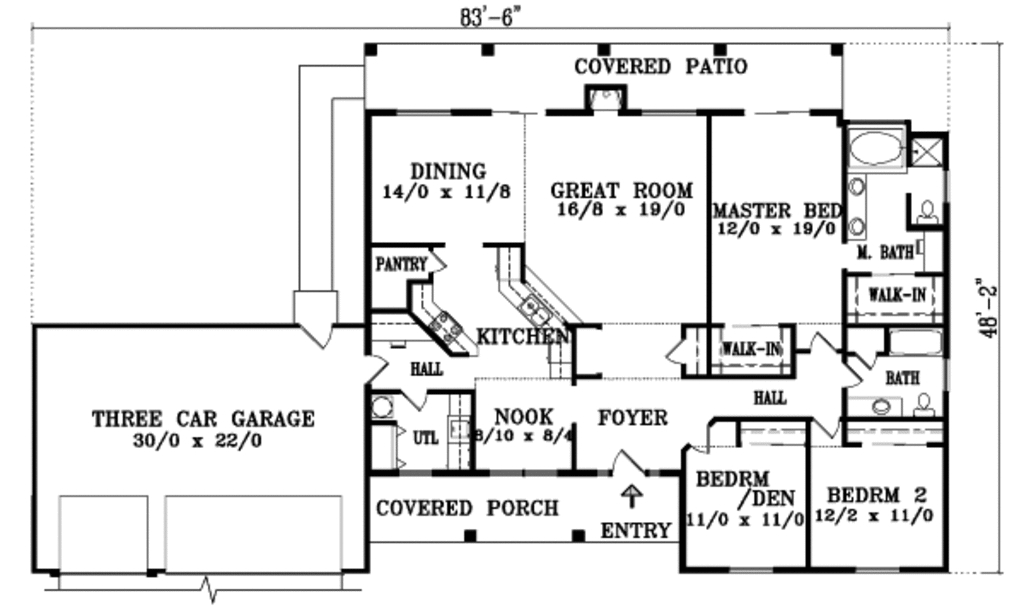 83'-6"
COVERED PATIO
DINING
14/0 x 11/8
GREAT ROOM
16/8 x 19/0
MASTER BED
12/0 x 19/0
M. BATH
PANTRY
WALK-IN
48'-2"
KITCHEN
WALK-IN
HALL
BATH
HALL
THREE CAR GARAGE
30/0 x 22/0
NOOK
8/10 x 8/4
FOYER
UTL
BEDRM
/DEN
11/0 x 11/0
BEDRM 2
12/2 x 11/0
COVERED PORCH
ENTRY